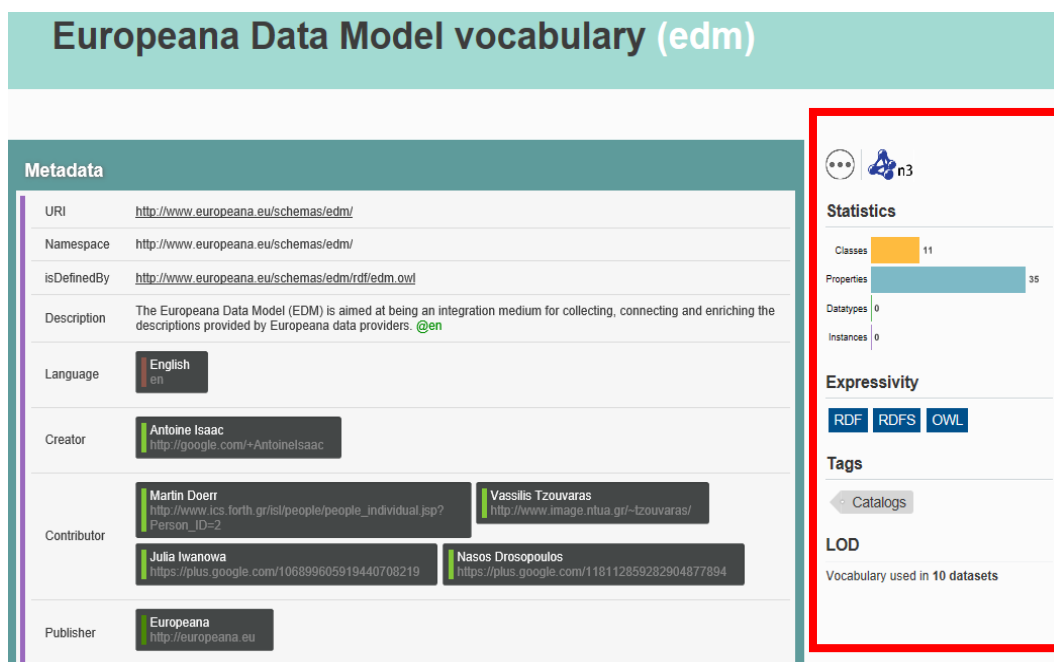 Europeana Data Model vocabulary (edm)
Metadata
URI http://www.europeana.eu/schemas/edm/
Namespace http://www.europeana.eu/schemas/edm/
isDefinedBy http://www.europeana.eu/schemas/edm/rdf/edm.owl
Description The Europeana Data Model (EDM) is aimed at being an integration medium for collecting, connecting and enriching the
descriptions provided by Europeana data providers. @en
Language English
en
Creator Antoine Isaac
http://google.com/+AntoineIsaac
Contributor Martin Doerr
http://www.ics.forth.gr/isl/people/people_individual.jsp?
Person_ID=2
Vassilis Tzouvaras
http://www.image.ntua.gr/~tzouvaras/
Julia Iwanowa
https://plus.google.com/106899605919440708219
Nasos Drosopoulos
https://plus.google.com/118112859282904877894
Publisher Europeana
http://europeana.eu
n3
Statistics
Classes 11
Properties 35
Datatypes 0
Instances 0
Expressivity
RDF RDFS OWL
Tags
Catalogs
LOD
Vocabulary used in 10 datasets